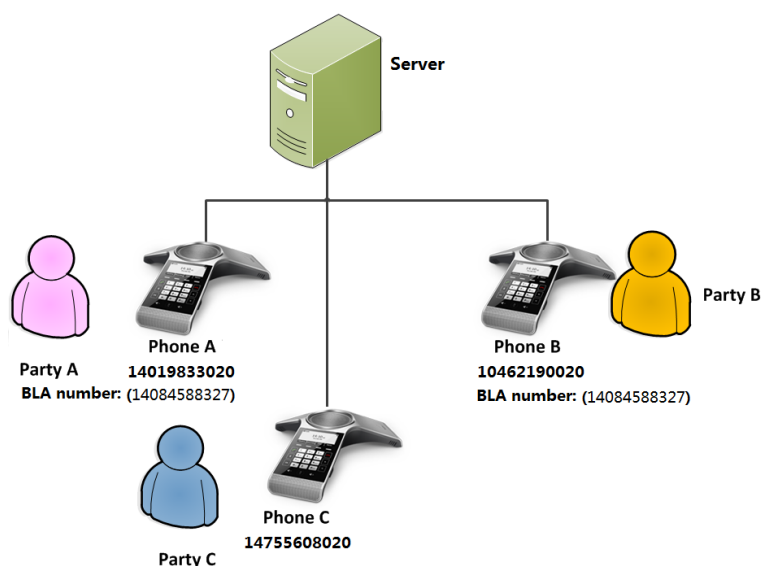 Server
Party B
Phone A
Phone B
Party A
14019833020
10462190020
BLA number: (14084588327)
BLA number: (14084588327)
Phone C
14755608020
Party C